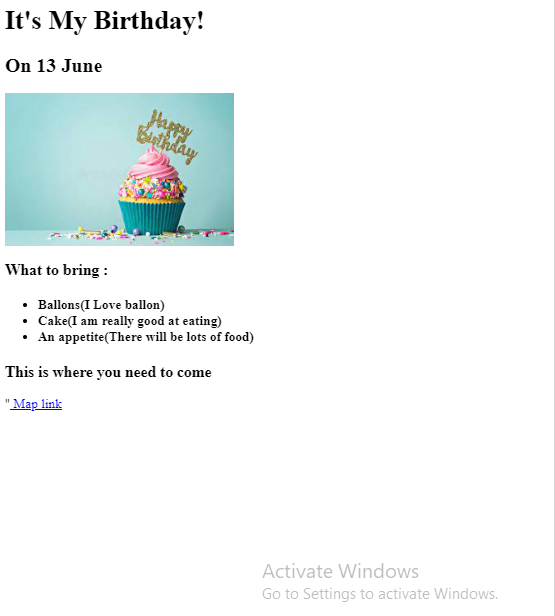 It's My Birthday!
On 13 June
Happy
Birthday
What to bring :
Ballons(I Love ballon)
Cake(I am really good at eating)
An appetite(There will be lots of food)
This is where you need to come
" Map link
Activate Windows
Go to Settings to activate Windows.